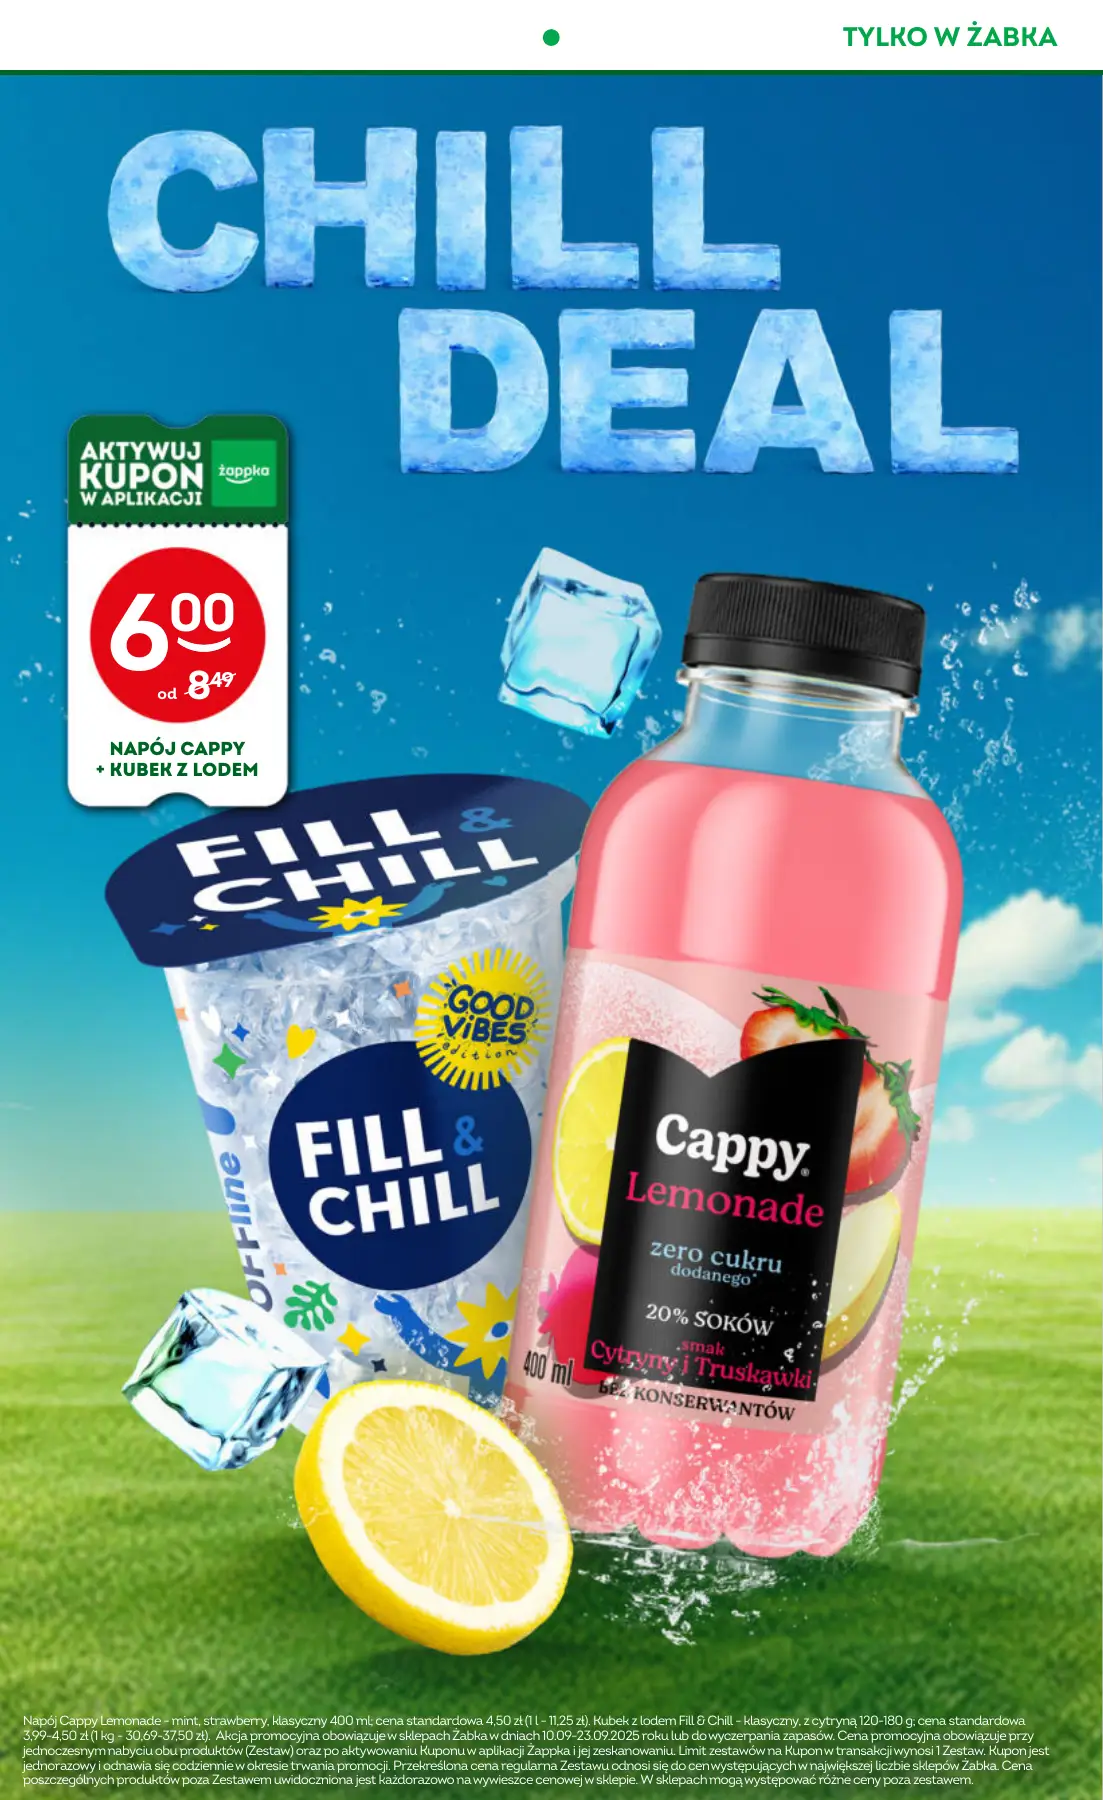 TYLKO W ŻABKA
CHILL
DEAL
AKTYWUJ
KUPON
W APLIKACJI
żappka
6 00
od 8 49
NAPÓJ CAPPY
+ KUBEK Z LODEM
FILL &
CHILL
GOOD
VIBES
edition
FILL &
CHILL
OFFline
Cappy®
Lemonade
zero cukru
dodanego*
20% SOKÓW
smak
Cytryny i Truskawki
400 ml
BEZ KONSERWANTÓW
Napój Cappy Lemonade - mint, strawberry, klasyczny 400 ml; cena standardowa 4,50 zł (1 l - 11,25 zł). Kubek z lodem Fill & Chill - klasyczny, z cytryną 120-180 g; cena standardowa
3,99-4,50 zł (1 kg - 30,69-37,50 zł). Akcja promocyjna obowiązuje w sklepach Żabka w dniach 10.09-23.09.2025 roku lub do wyczerpania zapasów. Cena promocyjna obowiązuje przy
jednoczesnym nabyciu obu produktów (Zestaw) oraz po aktywowaniu Kuponu w aplikacji Żappka i jej zeskanowaniu. Limit zestawów na Kupon w transakcji wynosi 1 Zestaw. Kupon jest
jednorazowy i odnawia się codziennie w okresie trwania promocji. Przekreślona cena regularna Zestawu odnosi się do cen występujących w największej liczbie sklepów Żabka. Cena
poszczególnych produktów poza Zestawem uwidoczniona jest każdorazowo na wywieszce cenowej w sklepie. W sklepach mogą występować różne ceny poza zestawem.